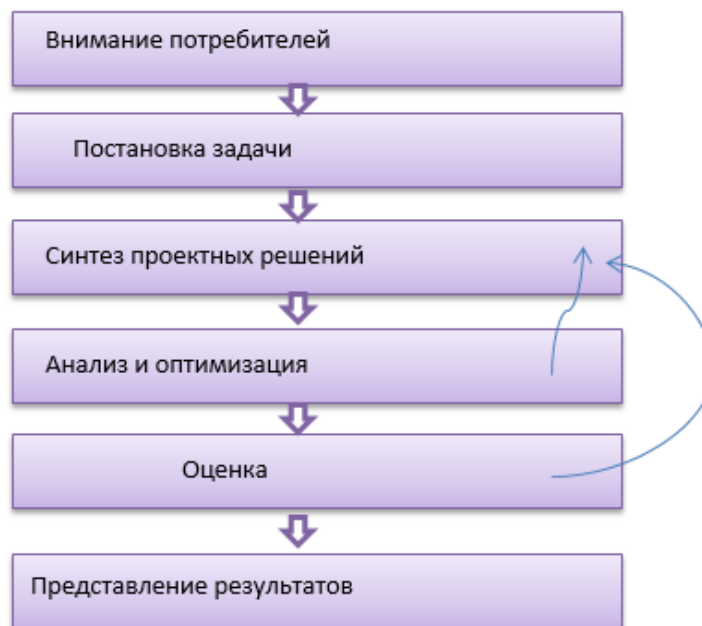 Внимание потребителей
Постановка задачи
Синтез проектных решений
Анализ и оптимизация
Оценка
Представление результатов